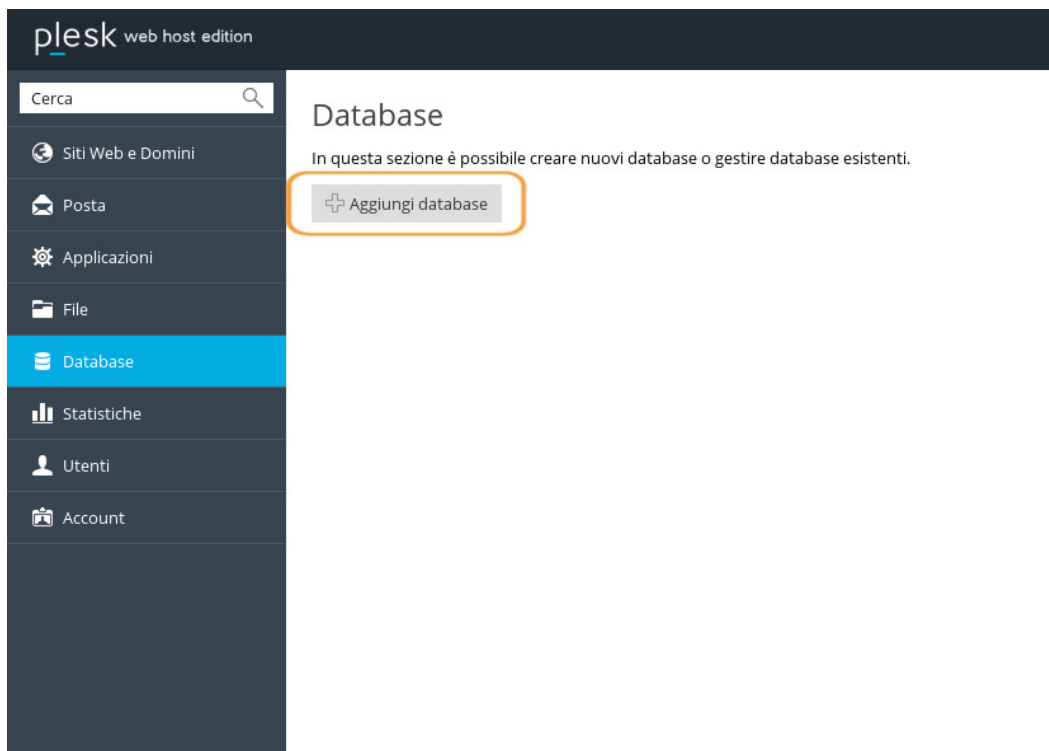 plesk web host edition
Cerca
Siti Web e Domini
Posta
Applicazioni
File
Database
Statistiche
Utenti
Account
Database
In questa sezione è possibile creare nuovi database o gestire database esistenti.
Aggiungi database